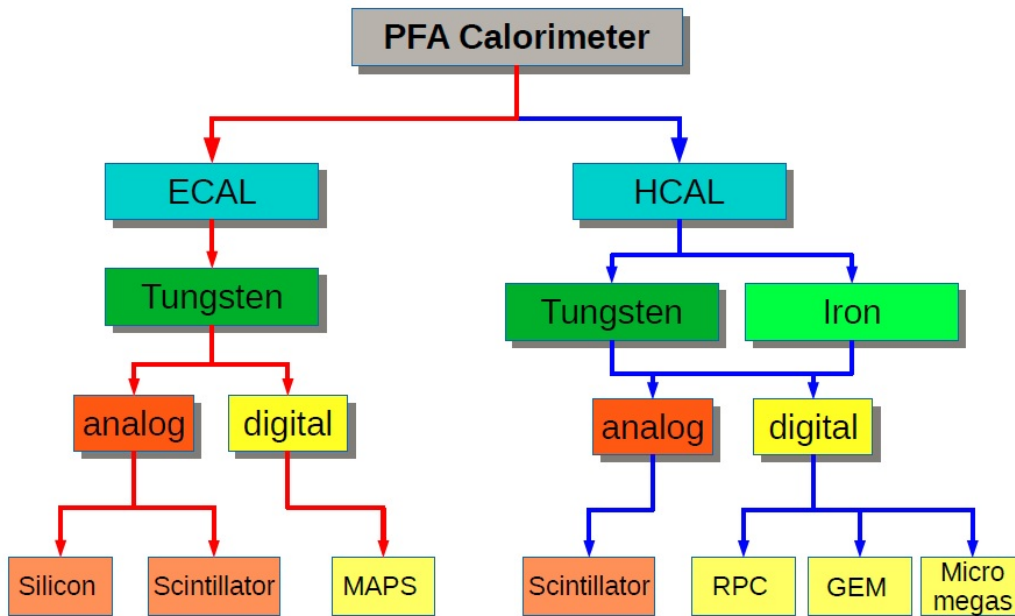 PFA Calorimeter
ECAL
HCAL
Tungsten
Tungsten
Iron
analog
digital
analog
digital
Silicon
Scintillator
MAPS
Scintillator
RPC
GEM
Micro
megas